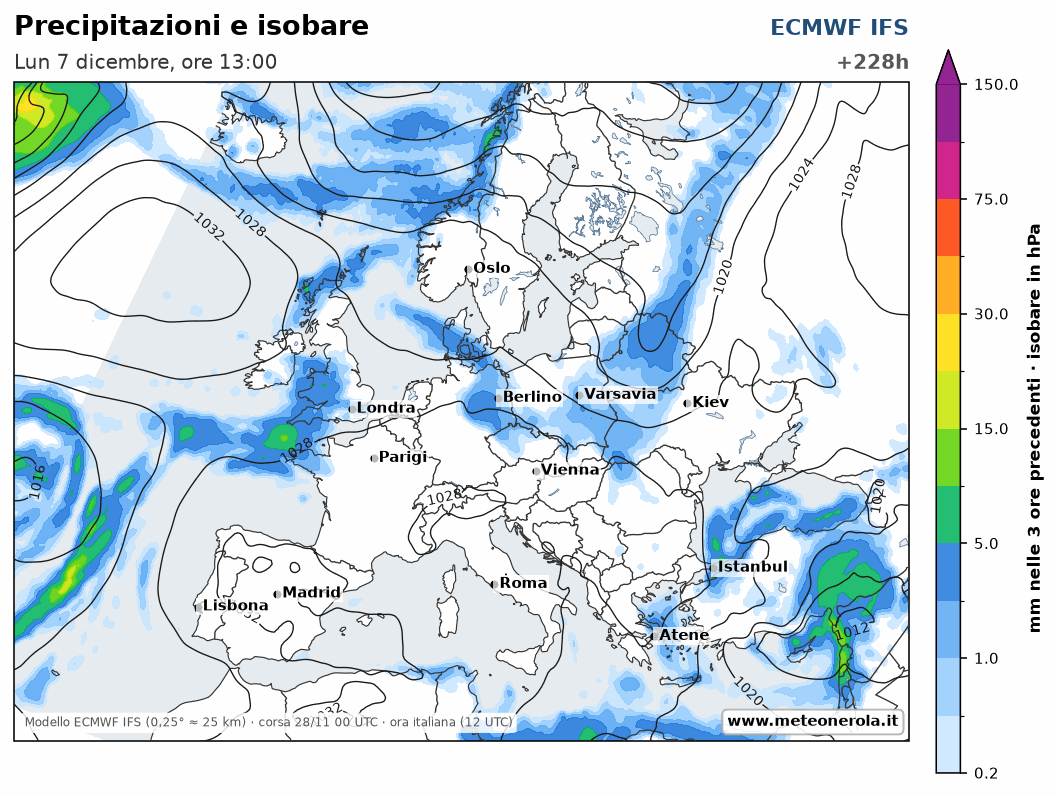 Precipitazioni e isobare
ECMWF IFS
Lun 7 dicembre, ore 13:00
+228h
150.0
75.0
30.0
15.0
5.0
1.0
0.2
mm nelle 3 ore precedenti · isobare in hPa
1024
1028
1032
1028
1020
Oslo
Berlino
Varsavia
Kiev
Londra
1028
Parigi
Vienna
1016
1028
1020
Istanbul
Roma
Madrid
Lisbona
Atene
1012
1020
Modello ECMWF IFS (0,25° ≈ 25 km) · corsa 28/11 00 UTC · ora italiana (12 UTC)
www.meteonerola.it